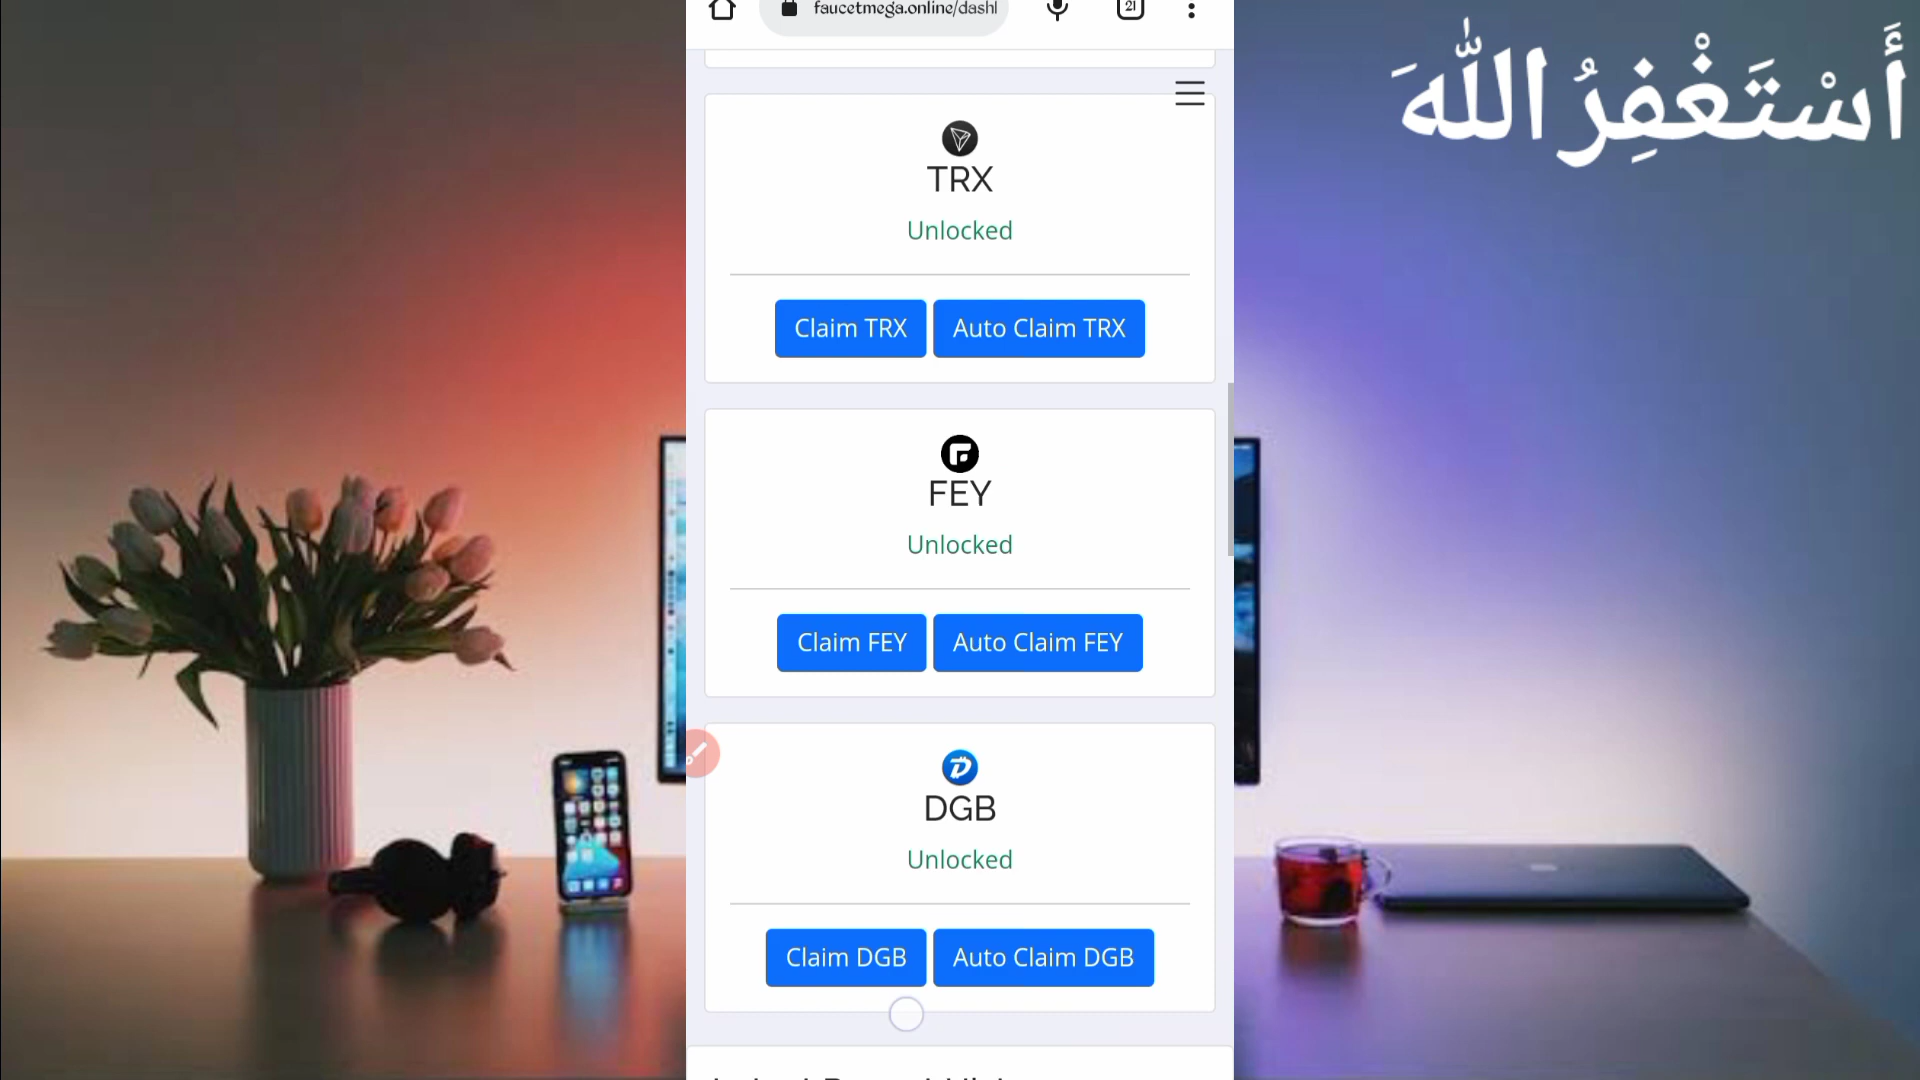 faucetmega.online/dashl
21
أَسْتَغْفِرُ اللّٰهَ
TRX
Unlocked
Claim TRX
Auto Claim TRX
FEY
Unlocked
Claim FEY
Auto Claim FEY
DGB
Unlocked
Claim DGB
Auto Claim DGB